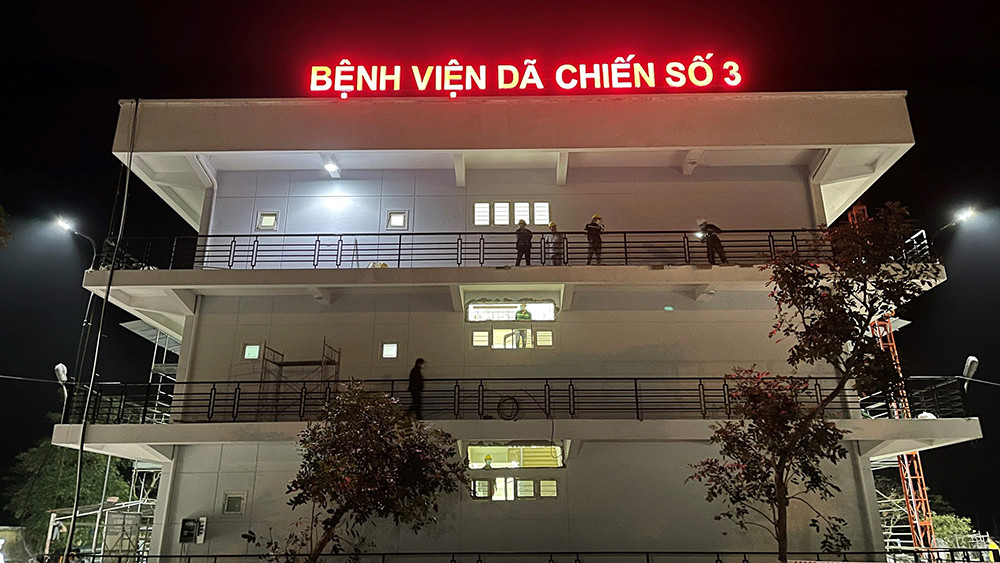 BỆNH VIỆN DÃ CHIẾN SỐ 3